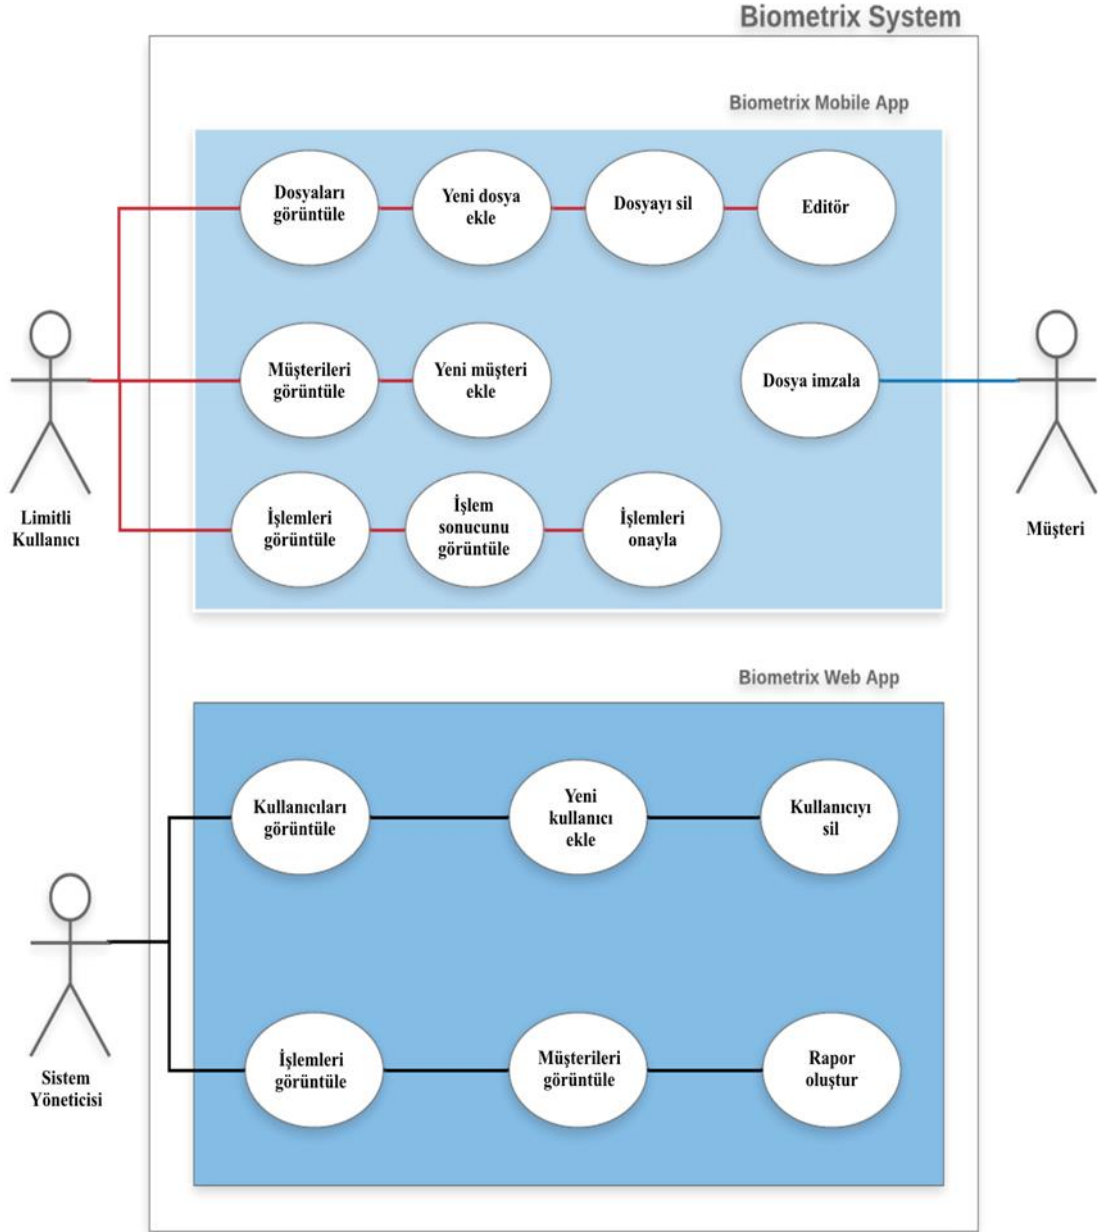 Biometrix System
Biometrix Mobile App
Dosyaları
görüntüle
Yeni dosya
ekle
Dosyayı sil
Editör
Müşterileri
görüntüle
Yeni müşteri
ekle
Dosya imzala
Limitli
Kullanıcı
Müşteri
İşlemleri
görüntüle
İşlem
sonucunu
görüntüle
İşlemleri
onayla
Biometrix Web App
Kullanıcıları
görüntüle
Yeni
kullanıcı
ekle
Kullanıcıyı
sil
Sistem
Yöneticisi
İşlemleri
görüntüle
Müşterileri
görüntüle
Rapor
oluştur